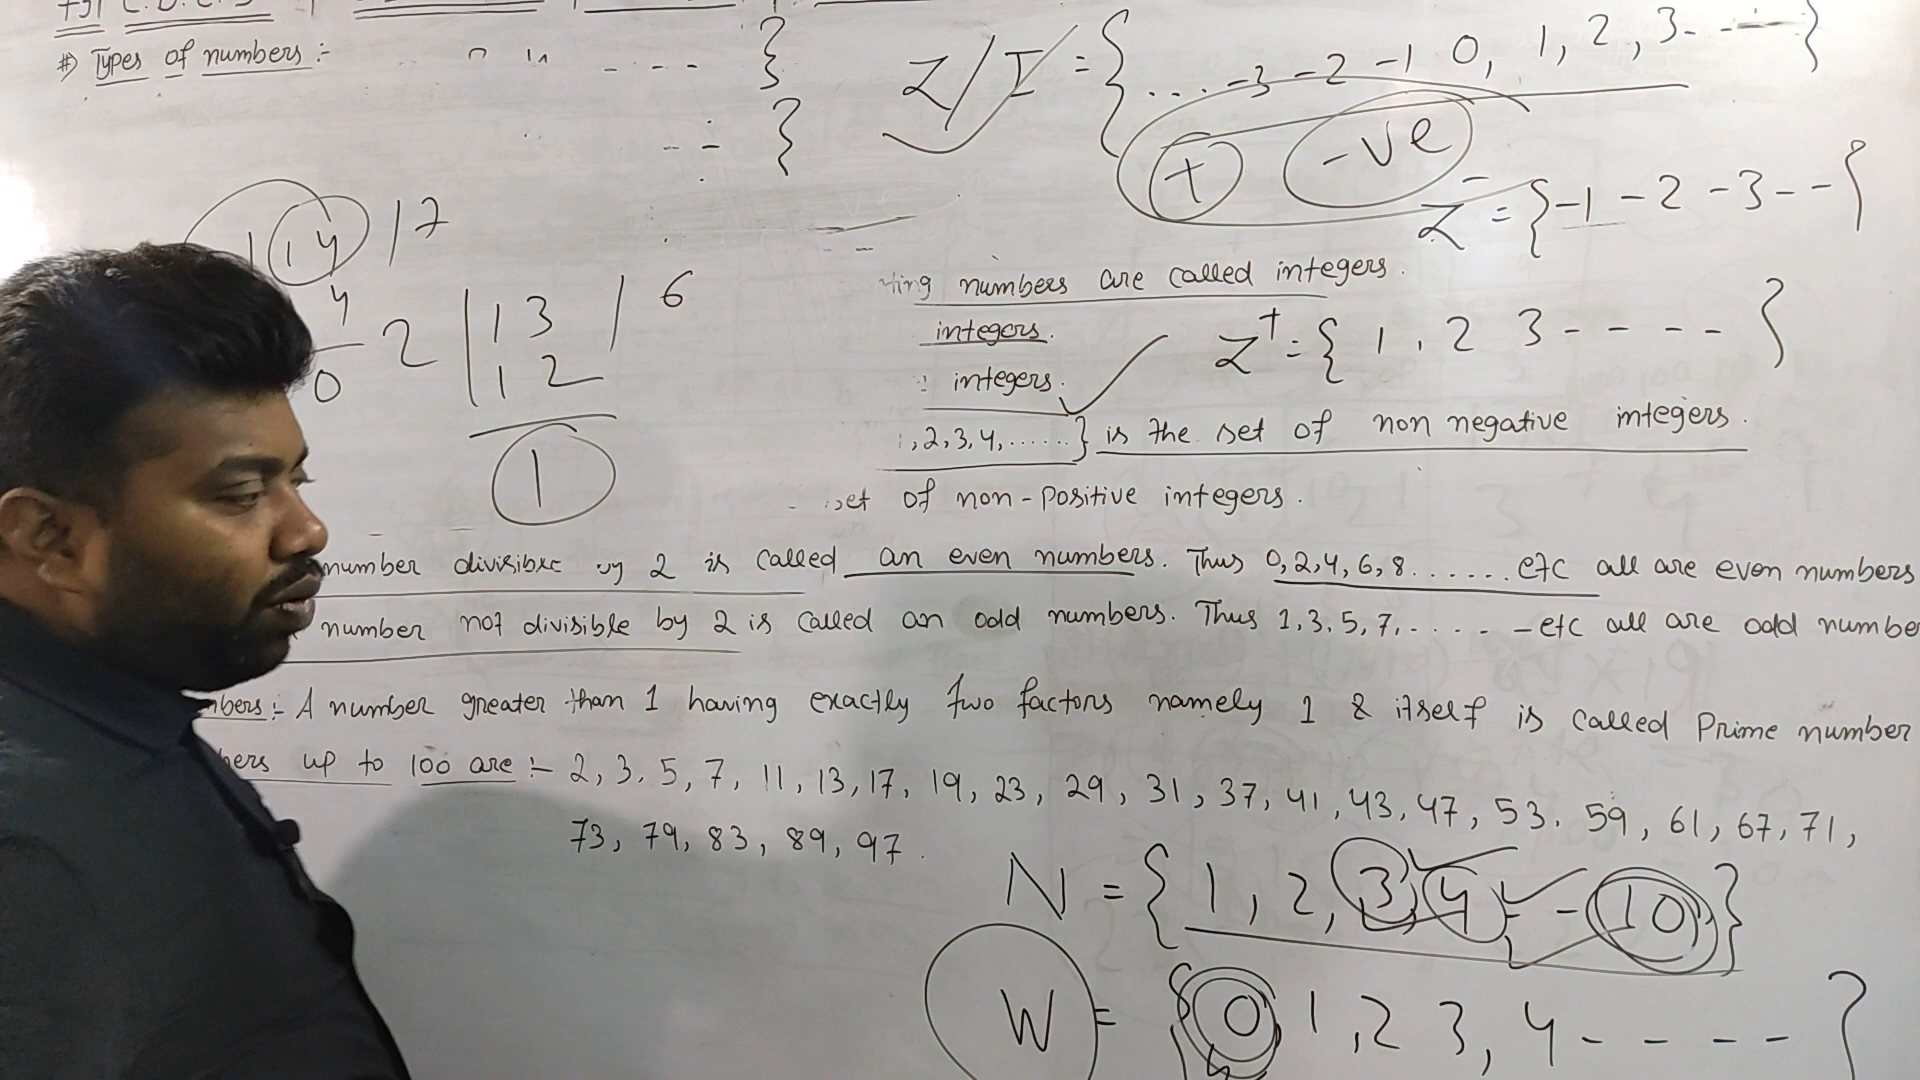 #) Types of numbers :-
Z/I = {.... -3 -2 -1 0, 1, 2, 3- - -}
+ -ve
Z⁻ = {-1 -2 -3 - - }
14 | 7
4
0
2 | 13 | 6
12
1
numbers are called integers.
integers.
integers.
Z⁺ = { 1, 2 3 - - - - }
,2,3,4,......} is the set of non negative integers.
set of non-positive integers.
number divisible by 2 is called an even numbers. Thus 0,2,4,6,8......etc all are even numbers
number not divisible by 2 is called an odd numbers. Thus 1,3,5,7,..... -etc all are odd numbe
bers :- A number greater than 1 having exactly two factors namely 1 & itself is called Prime number
bers up to 100 are :- 2, 3, 5, 7, 11, 13, 17, 19, 23, 29, 31, 37, 41, 43, 47, 53, 59, 61, 67, 71,
73, 79, 83, 89, 97.
N = { 1, 2, 3, 4, - - 10 }
W = { 0 1, 2 3, 4 - - - - }